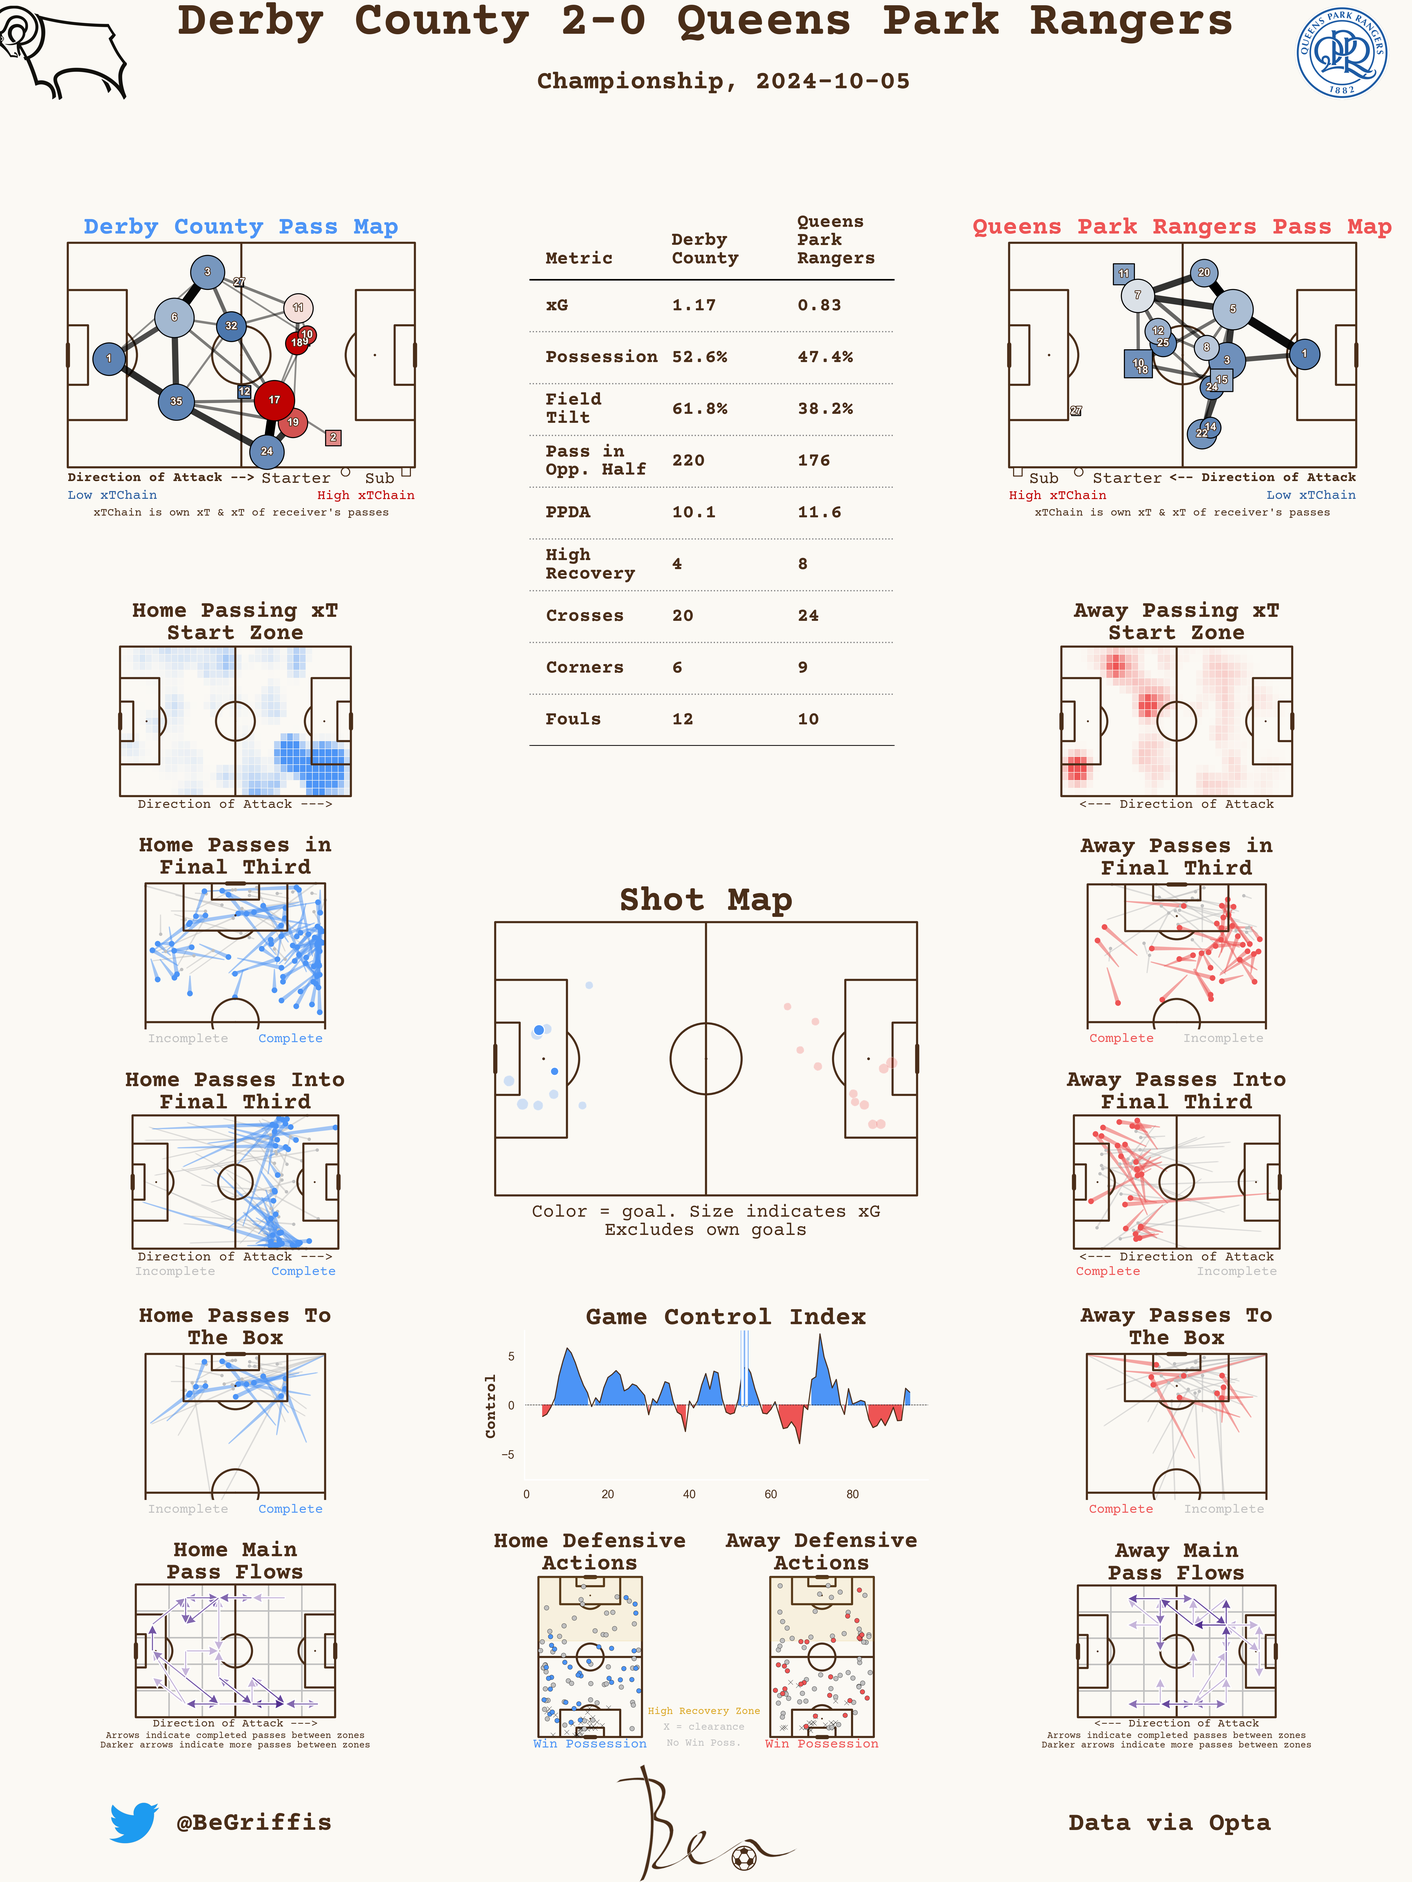 Derby County 2-0 Queens Park Rangers
Championship, 2024-10-05
QUEENS PARK RANGERS
1882
Derby County Pass Map
3
27
11
6
32
10
18
9
1
12
35
17
19
2
24
Direction of Attack --> Starter Sub
Low xTChain High xTChain
xTChain is own xT & xT of receiver's passes
Metric Derby County Queens Park Rangers
xG 1.17 0.83
Possession 52.6% 47.4%
Field Tilt 61.8% 38.2%
Pass in Opp. Half 220 176
PPDA 10.1 11.6
High Recovery 4 8
Crosses 20 24
Corners 6 9
Fouls 12 10
Queens Park Rangers Pass Map
11
20
7
5
12
25
8
1
10
18
3
15
24
27
14
22
Sub Starter <-- Direction of Attack
High xTChain Low xTChain
xTChain is own xT & xT of receiver's passes
Home Passing xT
Start Zone
Direction of Attack --->
Away Passing xT
Start Zone
<--- Direction of Attack
Home Passes in
Final Third
Incomplete Complete
Away Passes in
Final Third
Complete Incomplete
Shot Map
Color = goal. Size indicates xG
Excludes own goals
Home Passes Into
Final Third
Direction of Attack --->
Incomplete Complete
Away Passes Into
Final Third
<--- Direction of Attack
Complete Incomplete
Home Passes To
The Box
Incomplete Complete
Game Control Index
Control
5
0
−5
0 20 40 60 80
Away Passes To
The Box
Complete Incomplete
Home Main
Pass Flows
Direction of Attack --->
Arrows indicate completed passes between zones
Darker arrows indicate more passes between zones
Home Defensive
Actions
Win Possession
High Recovery Zone
X = clearance
No Win Poss.
Away Defensive
Actions
Win Possession
Away Main
Pass Flows
<--- Direction of Attack
Arrows indicate completed passes between zones
Darker arrows indicate more passes between zones
@BeGriffis
Ben
Data via Opta